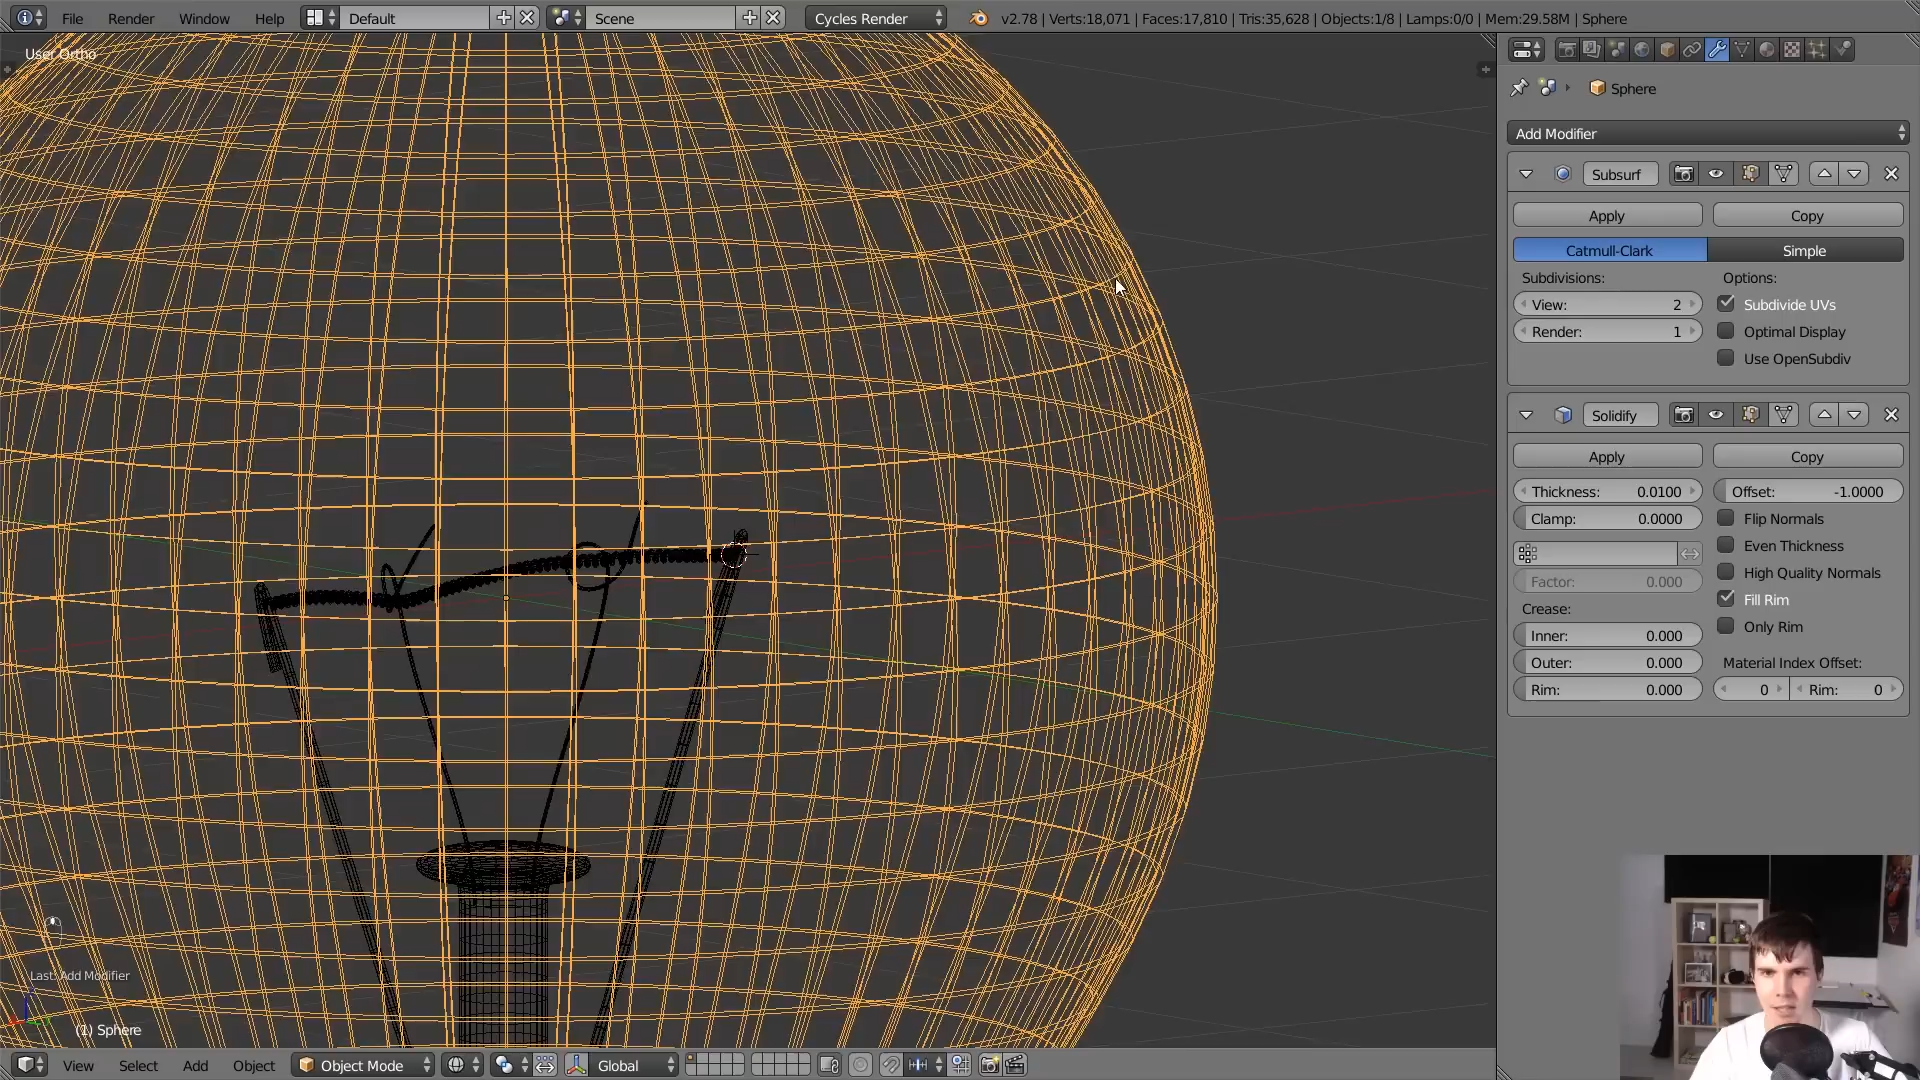 File Render Window Help Default Scene Cycles Render v2.78 | Verts:18,071 | Faces:17,810 | Tris:35,628 | Objects:1/8 | Lamps:0/0 | Mem:29.58M | Sphere
User Ortho
Sphere
Add Modifier
Subsurf
Apply Copy
Catmull-Clark Simple
Subdivisions: Options:
View: 2 Subdivide UVs
Render: 1 Optimal Display
Use OpenSubdiv
Solidify
Apply Copy
Thickness: 0.0100 Offset: -1.0000
Clamp: 0.0000 Flip Normals
Even Thickness
Factor: 0.000 High Quality Normals
Crease: Fill Rim
Inner: 0.000 Only Rim
Outer: 0.000 Material Index Offset:
Rim: 0.000 0 Rim: 0
Last: Add Modifier
(1) Sphere
View Select Add Object Object Mode Global